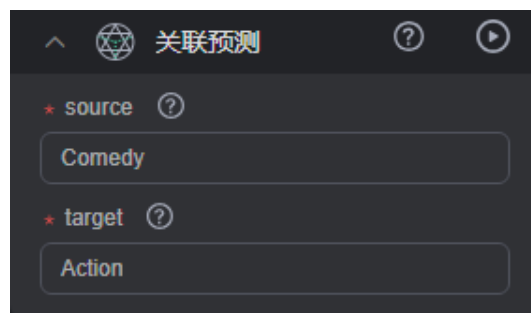 关联预测
* source
Comedy
* target
Action